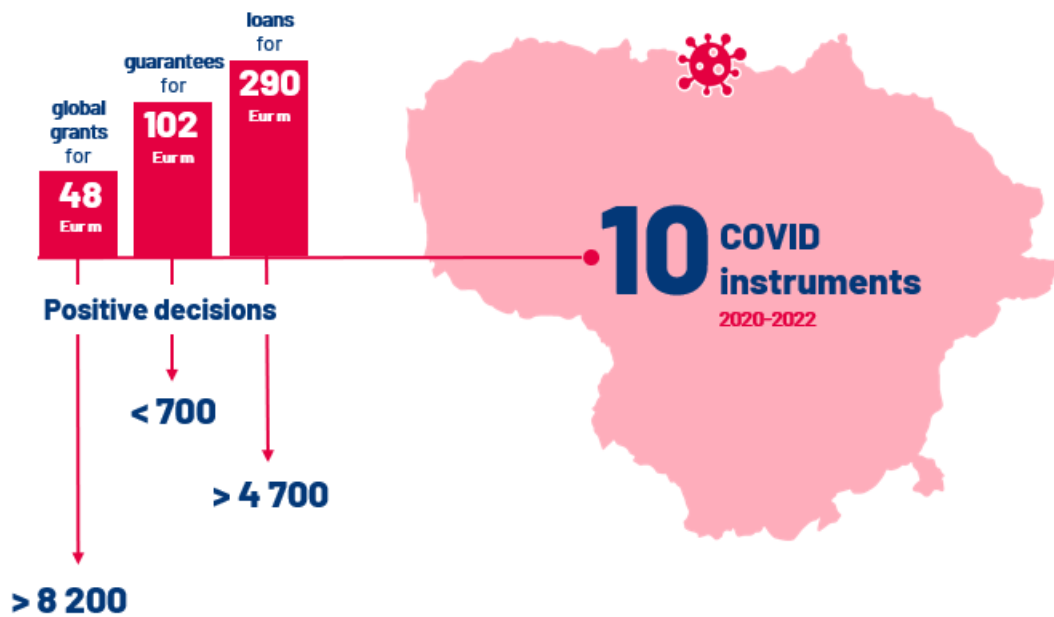 global
grants
for
48
Eur m
guarantees
for
102
Eur m
loans
for
290
Eur m
10
COVID
instruments
2020-2022
Positive decisions
< 700
> 4 700
> 8 200